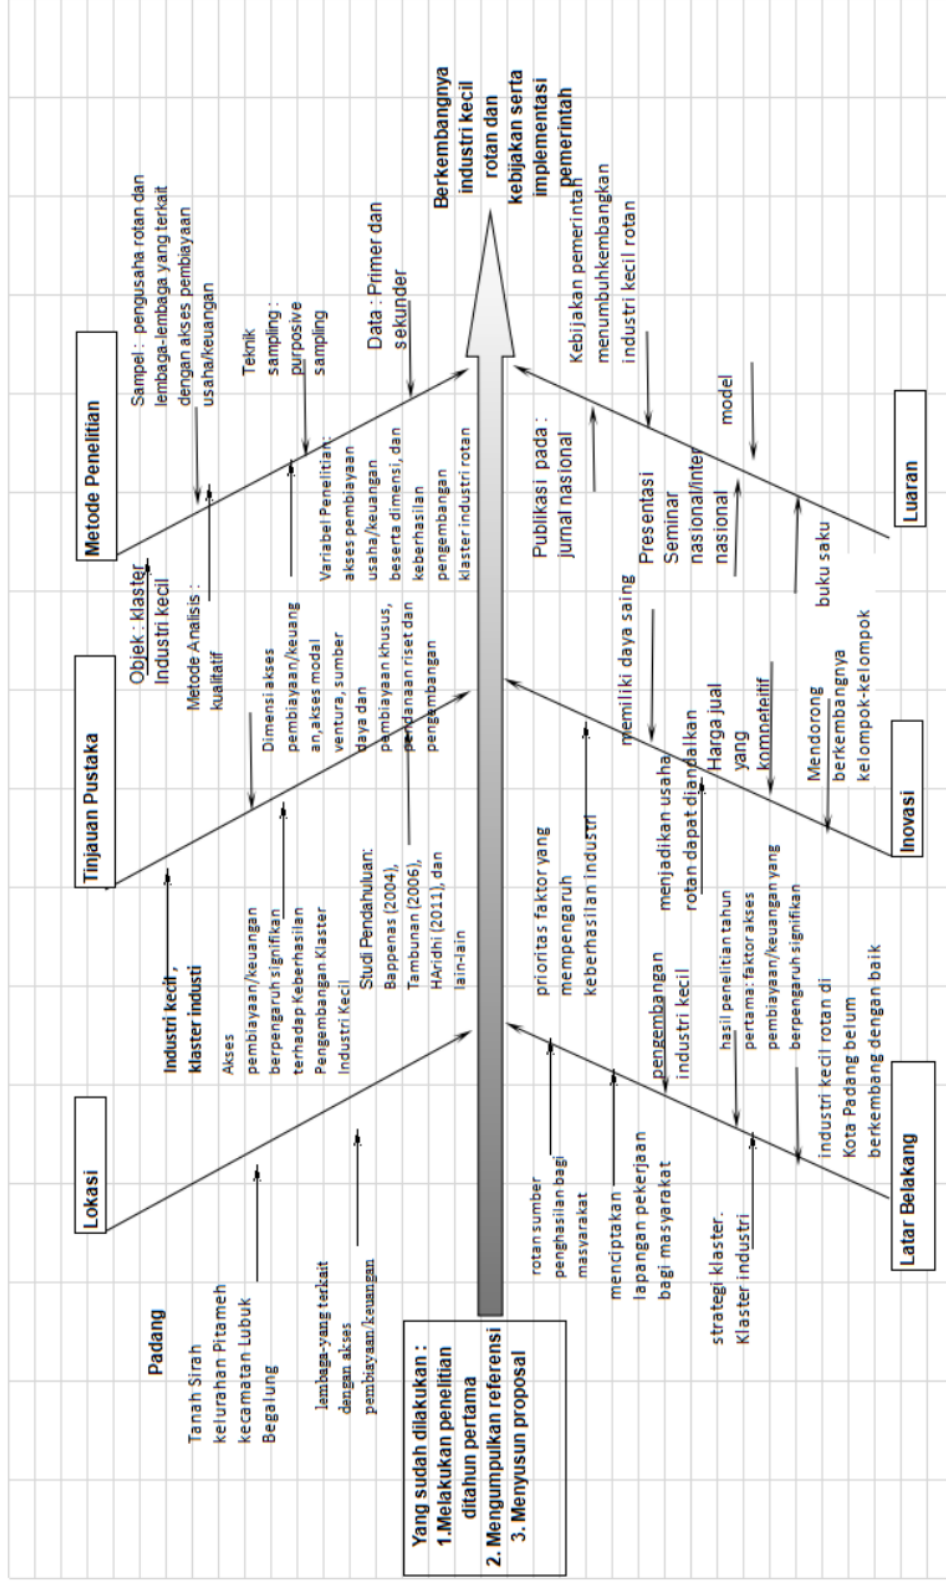 Lokasi
Padang
Tanah Sirah
kelurahan Pitameh
kecamatan Lubuk
Begalung
lembaga-yang terkait
dengan akses
pembiayaan/keuangan
Tinjauan Pustaka
Industri kecil ,
klaster industi
Akses
pembiayaan/keuangan
berpengaruh signifikan
terhadap Keberhasilan
Pengembangan Klaster
Industri Kecil
Dimensi akses
pembiayaan/keuang
an,akses modal
ventura, sumber
daya dan
pembiayaan khusus,
pendanaan riset dan
pengembangan
Studi Pendahuluan:
Bappenas (2004),
Tambunan (2006),
HAridhi (2011), dan
lain-lain
Metode Penelitian
Objek : klaster
Industri kecil
Metode Analisis :
kualitatif
Sampel : pengusaha rotan dan
lembaga-lembaga yang terkait
dengan akses pembiayaan
usaha/keuangan
Teknik
sampling :
purposive
sampling
Variabel Penelitian:
akses pembiayaan
usaha/keuangan
beserta dimensi, dan
keberhasilan
pengembangan
klaster industri rotan
Data : Primer dan
sekunder
Yang sudah dilakukan :
1.Melakukan penelitian
ditahun pertama
2. Mengumpulkan referensi
3. Menyusun proposal
Berkembangnya
industri kecil
rotan dan
kebijakan serta
implementasi
pemerintah
rotan sumber
penghasilan bagi
masyarakat
menciptakan
lapangan pekerjaan
bagi masyarakat
strategi klaster.
Klaster industri
pengembangan
industri kecil
hasil penelitian tahun
pertama: faktor akses
pembiayaan/keuangan yang
berpengaruh signifikan
industri kecil rotan di
Kota Padang belum
berkembang dengan baik
Latar Belakang
prioritas faktor yang
mempengaruh
keberhasilan industri
menjadikan usaha
rotan dapat diandalkan
memiliki daya saing
Harga jual
yang
kompeteitif
Mendorong
berkembangnya
kelompok-kelompok
Inovasi
Publikasi pada :
jurnal nasional
Presentasi
Seminar
nasional/inter
nasional
buku saku
Kebijakan pemerintah
menumbuhkembangkan
industri kecil rotan
model
Luaran